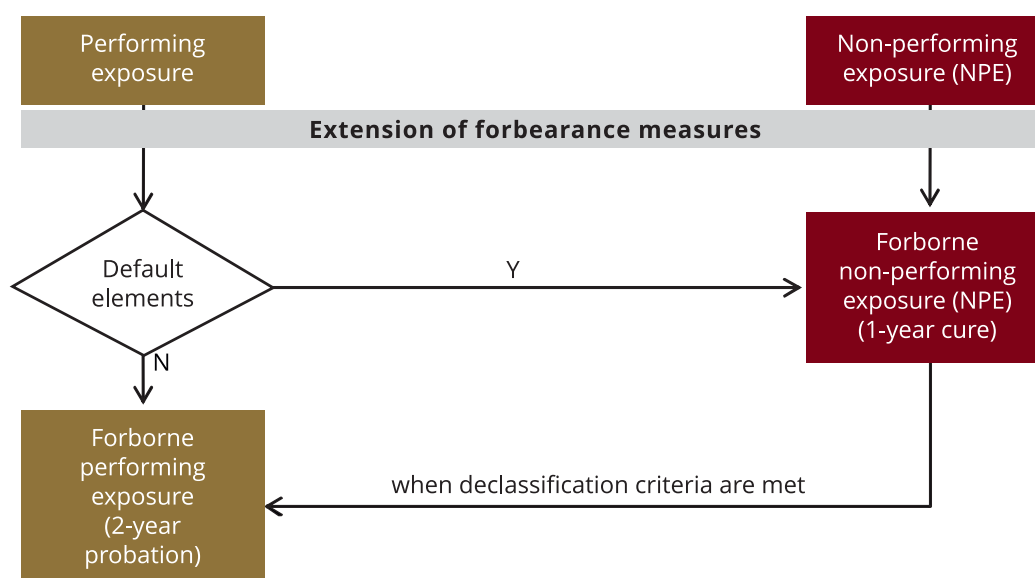 Performing
exposure
Non-performing
exposure (NPE)
Extension of forbearance measures
Default
elements
Y
Forborne
non-performing
exposure (NPE)
(1-year cure)
N
Forborne
performing
exposure
(2-year
probation)
when declassification criteria are met